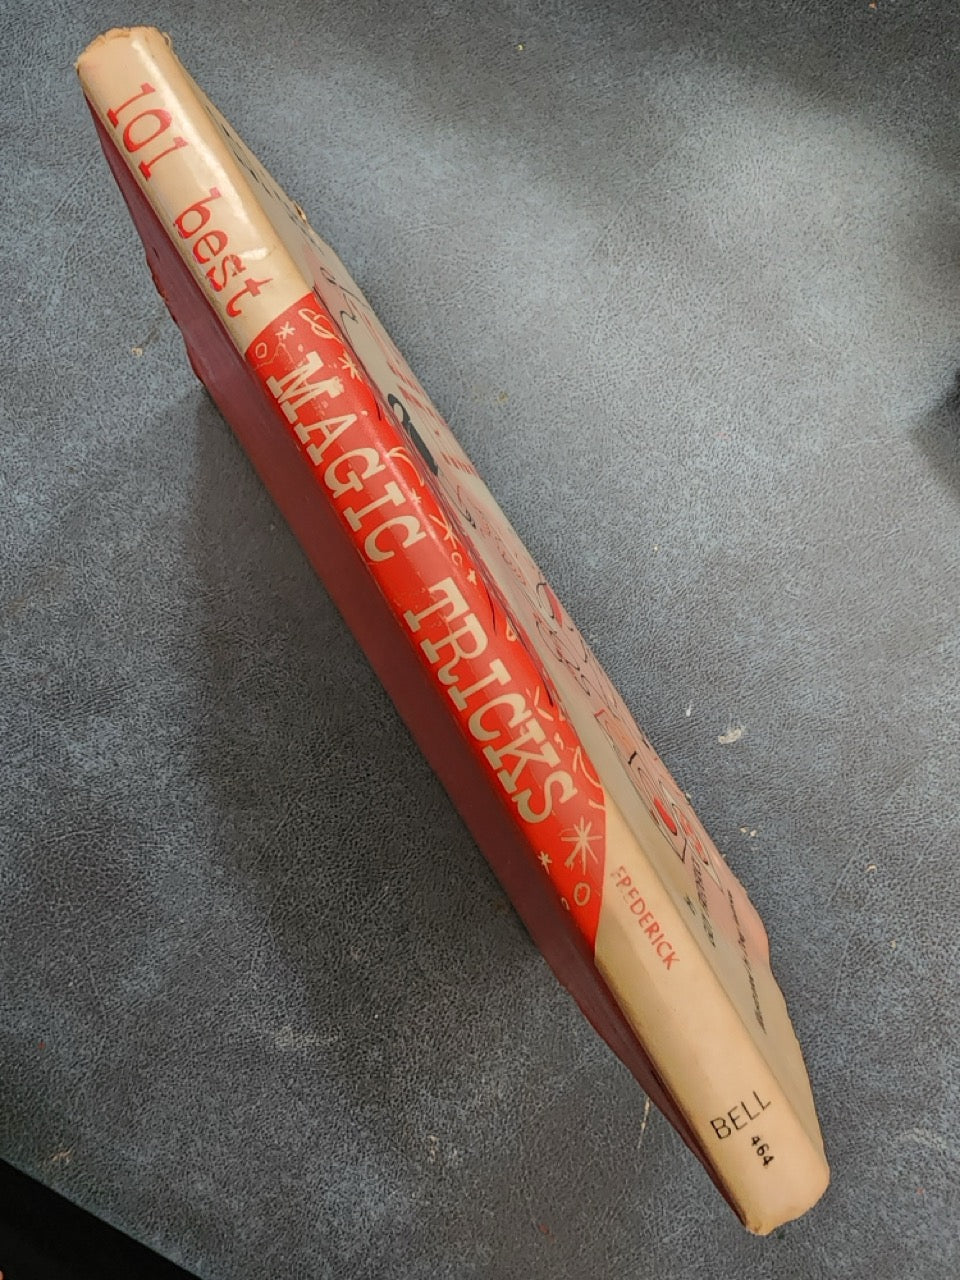 101 best
MAGIC TRICKS
FREDERICK
BELL
464